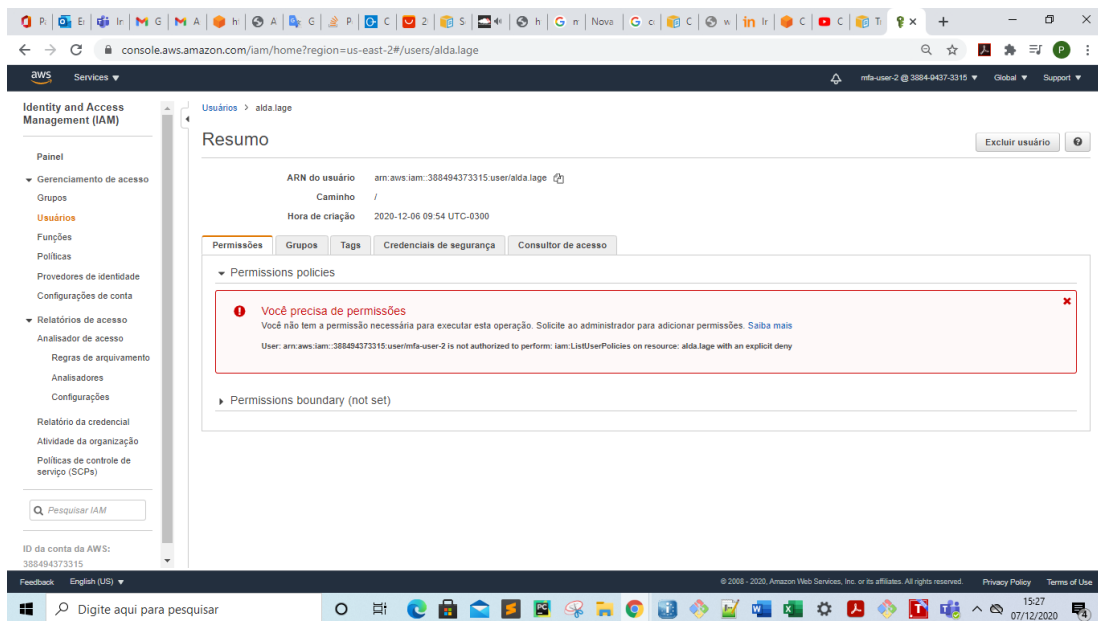 console.aws.amazon.com/iam/home?region=us-east-2#/users/alda.lage
aws
Services
mfa-user-2 @ 3884-9437-3315
Global
Support
Identity and Access
Management (IAM)
Painel
Gerenciamento de acesso
Grupos
Usuários
Funções
Políticas
Provedores de identidade
Configurações de conta
Relatórios de acesso
Analisador de acesso
Regras de arquivamento
Analisadores
Configurações
Relatório da credencial
Atividade da organização
Políticas de controle de
serviço (SCPs)
Pesquisar IAM
ID da conta da AWS:
388494373315
Usuários > alda.lage
Resumo
Excluir usuário
ARN do usuário arn:aws:iam::388494373315:user/alda.lage
Caminho /
Hora de criação 2020-12-06 09:54 UTC-0300
Permissões Grupos Tags Credenciais de segurança Consultor de acesso
Permissions policies
Você precisa de permissões
Você não tem a permissão necessária para executar esta operação. Solicite ao administrador para adicionar permissões. Saiba mais
User: arn:aws:iam::388494373315:user/mfa-user-2 is not authorized to perform: iam:ListUserPolicies on resource: alda.lage with an explicit deny
Permissions boundary (not set)
Feedback English (US)
© 2008 - 2020, Amazon Web Services, Inc. or its affiliates. All rights reserved. Privacy Policy Terms of Use
Digite aqui para pesquisar
15:27
07/12/2020